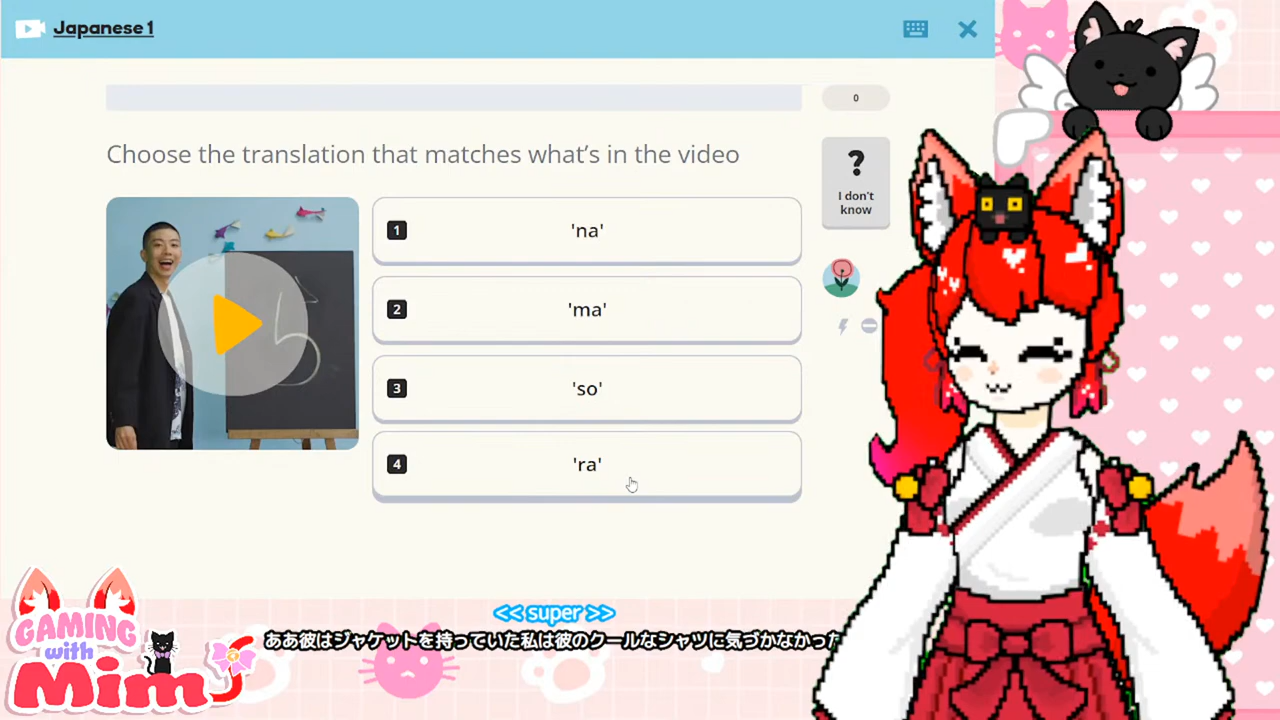 Japanese 1
0
Choose the translation that matches what's in the video
?
I don't know
ら
1 'na'
2 'ma'
3 'so'
4 'ra'
<< super >>
ああ彼はジャケットを持っていた私は彼のクールなシャツに気づかなかった
GAMING
with
Mimi